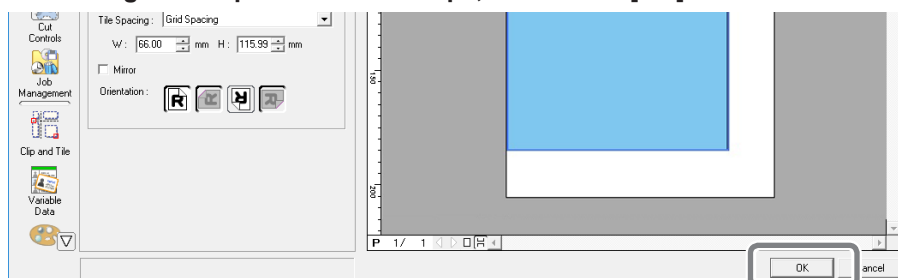 Cut
Controls
Job
Management
Clip and Tile
Variable
Data
Tile Spacing : Grid Spacing
W : 66.00 mm H : 115.99 mm
Mirror
Orientation :
R R R R
150
200
P 1/ 1
OK
ancel